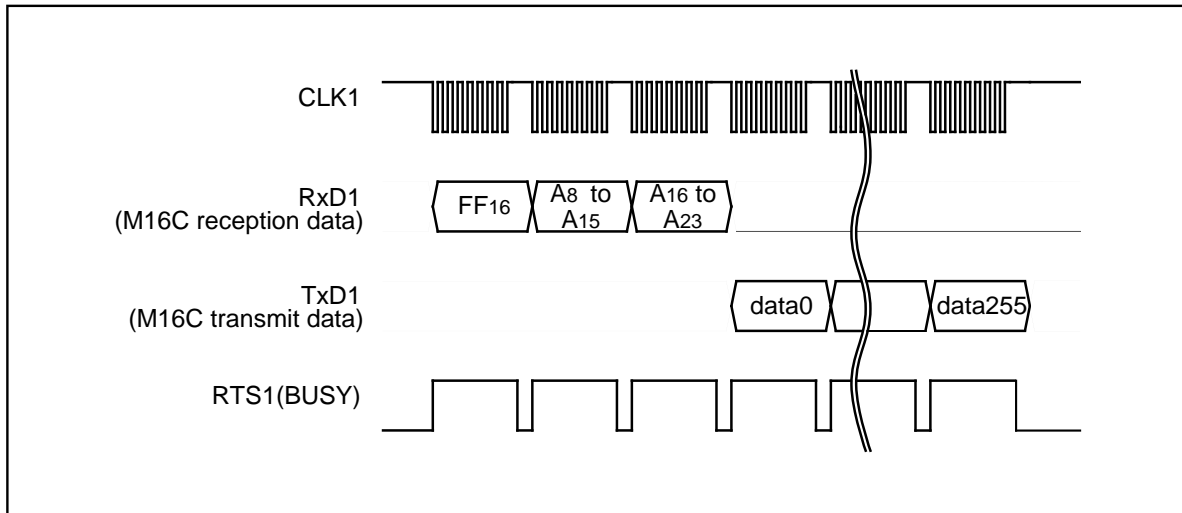 CLK1
RxD1
(M16C reception data)
FF16
A8 to
A15
A16 to
A23
TxD1
(M16C transmit data)
data0
data255
RTS1(BUSY)